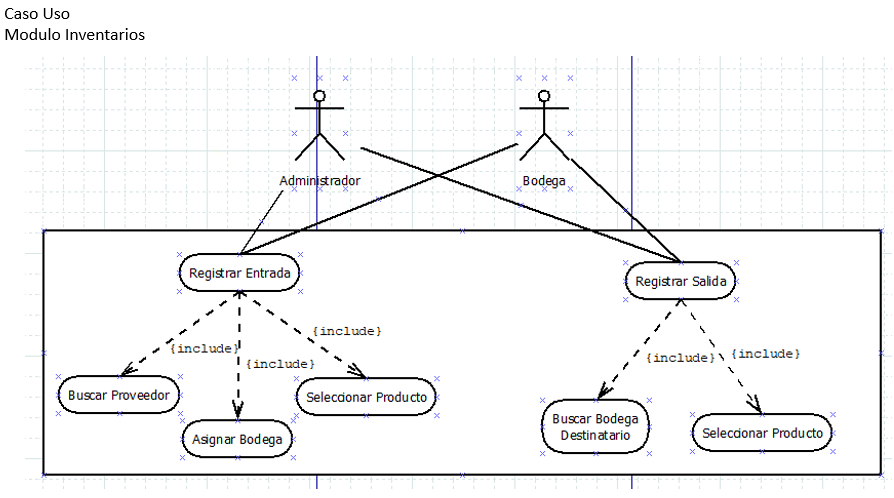 Caso Uso
Modulo Inventarios
Administrador
Bodega
Registrar Entrada
Registrar Salida
{include}
{include}
{include}
{include}
{include}
Buscar Proveedor
Asignar Bodega
Seleccionar Producto
Buscar Bodega
Destinatario
Seleccionar Producto